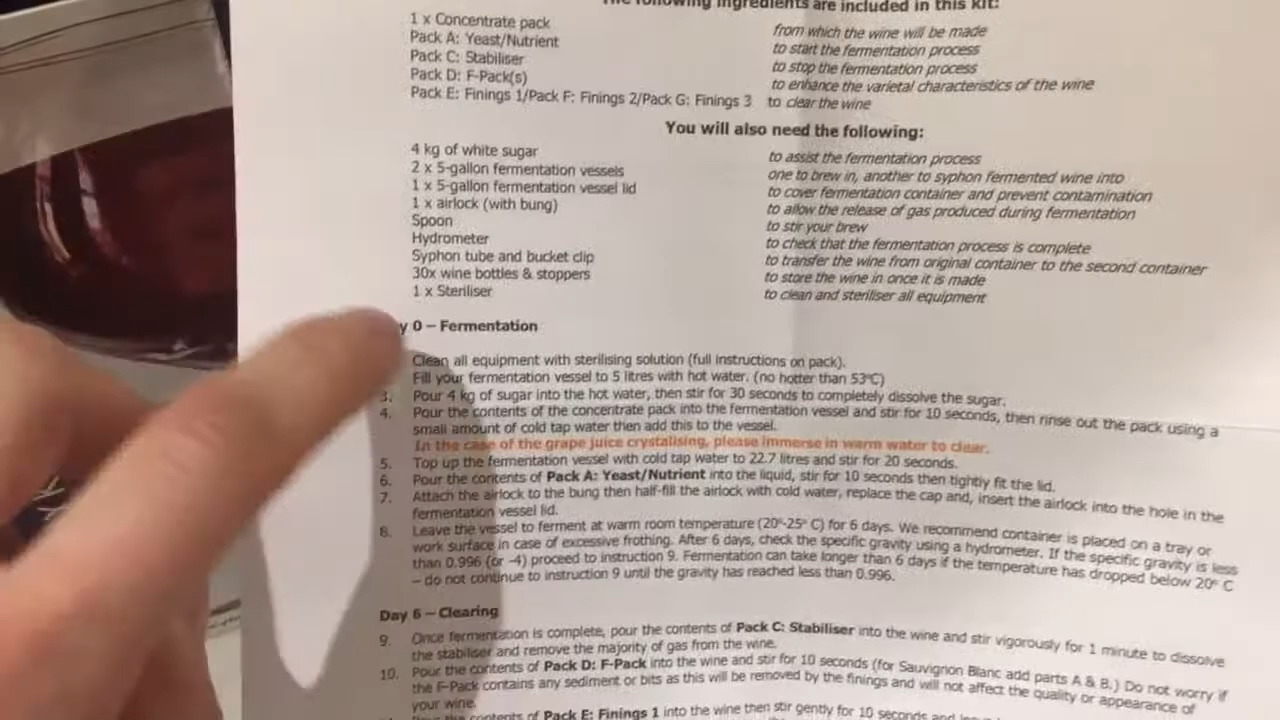 The following ingredients are included in this kit:
1 x Concentrate pack from which the wine will be made
Pack A: Yeast/Nutrient to start the fermentation process
Pack C: Stabiliser to stop the fermentation process
Pack D: F-Pack(s) to enhance the varietal characteristics of the wine
Pack E: Finings 1/Pack F: Finings 2/Pack G: Finings 3 to clear the wine
You will also need the following:
4 kg of white sugar to assist the fermentation process
2 x 5-gallon fermentation vessels one to brew in, another to syphon fermented wine into
1 x 5-gallon fermentation vessel lid to cover fermentation container and prevent contamination
1 x airlock (with bung) to allow the release of gas produced during fermentation
Spoon to stir your brew
Hydrometer to check that the fermentation process is complete
Syphon tube and bucket clip to transfer the wine from original container to the second container
30x wine bottles & stoppers to store the wine in once it is made
1 x Steriliser to clean and steriliser all equipment
y 0 – Fermentation
Clean all equipment with sterilising solution (full instructions on pack).
Fill your fermentation vessel to 5 litres with hot water. (no hotter than 53°C)
3. Pour 4 kg of sugar into the hot water, then stir for 30 seconds to completely dissolve the sugar.
4. Pour the contents of the concentrate pack into the fermentation vessel and stir for 10 seconds, then rinse out the pack using a
small amount of cold tap water then add this to the vessel.
In the case of the grape juice crystalising, please immerse in warm water to clear.
5. Top up the fermentation vessel with cold tap water to 22.7 litres and stir for 20 seconds.
6. Pour the contents of Pack A: Yeast/Nutrient into the liquid, stir for 10 seconds then tightly fit the lid.
7. Attach the airlock to the bung then half-fill the airlock with cold water, replace the cap and, insert the airlock into the hole in the
fermentation vessel lid.
8. Leave the vessel to ferment at warm room temperature (20°-25° C) for 6 days. We recommend container is placed on a tray or
work surface in case of excessive frothing. After 6 days, check the specific gravity using a hydrometer. If the specific gravity is less
than 0.996 (or -4) proceed to instruction 9. Fermentation can take longer than 6 days if the temperature has dropped below 20° C
– do not continue to instruction 9 until the gravity has reached less than 0.996.
Day 6 – Clearing
9. Once fermentation is complete, pour the contents of Pack C: Stabiliser into the wine and stir vigorously for 1 minute to dissolve
the stabiliser and remove the majority of gas from the wine.
10. Pour the contents of Pack D: F-Pack into the wine and stir for 10 seconds (for Sauvignon Blanc add parts A & B.) Do not worry if
the F-Pack contains any sediment or bits as this will be removed by the finings and will not affect the quality or appearance of
your wine.
contents of Pack E: Finings 1 into the wine then stir gently for 10 seconds and